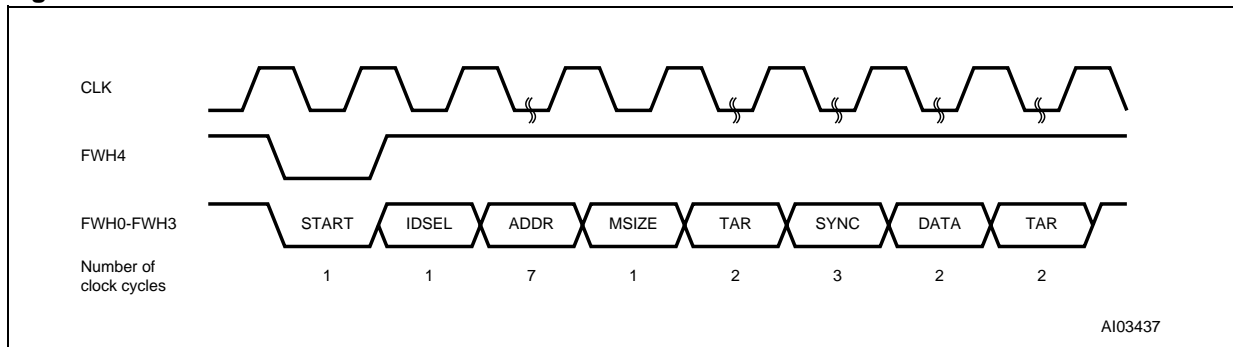 CLK
FWH4
FWH0-FWH3 START IDSEL ADDR MSIZE TAR SYNC DATA TAR
Number of
clock cycles 1 1 7 1 2 3 2 2
AI03437